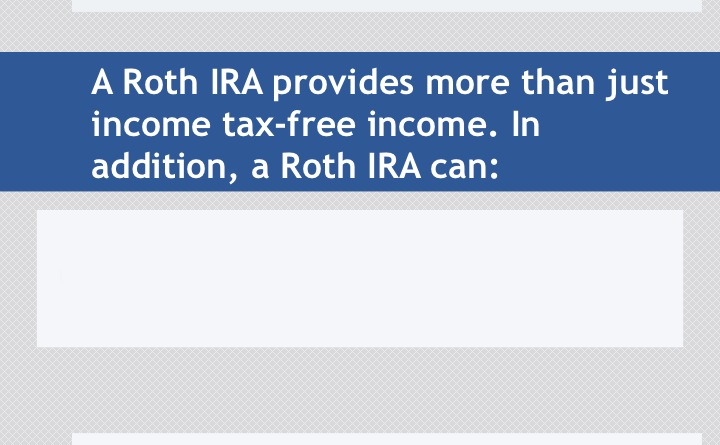 A Roth IRA provides more than just
income tax-free income. In
addition, a Roth IRA can: